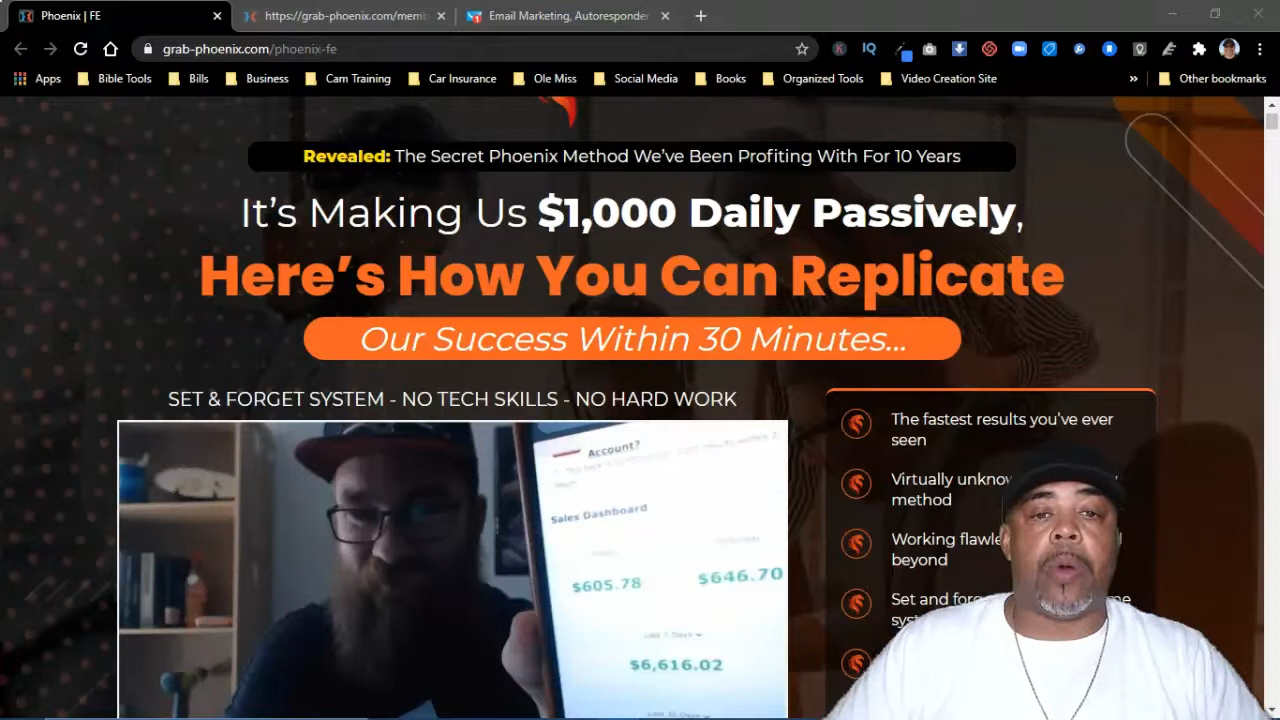 Phoenix | FE
https://grab-phoenix.com/memb
Email Marketing, Autoresponder
grab-phoenix.com/phoenix-fe
Apps
Bible Tools
Bills
Business
Cam Training
Car Insurance
Ole Miss
Social Media
Books
Organized Tools
Video Creation Site
Other bookmarks
Revealed: The Secret Phoenix Method We've Been Profiting With For 10 Years
It's Making Us $1,000 Daily Passively,
Here's How You Can Replicate
Our Success Within 30 Minutes...
SET & FORGET SYSTEM - NO TECH SKILLS - NO HARD WORK
Account?
Sales Dashboard
$605.78
$646.70
Last 7 Days
$6,616.02
The fastest results you've ever
seen
Virtually
method
Working
beyond
Set and